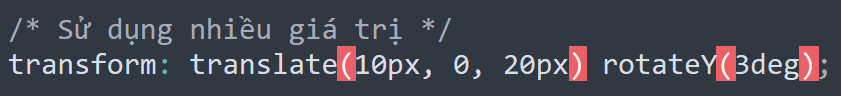 /* Sử dụng nhiều giá trị */
transform: translate(10px, 0, 20px) rotateY(3deg);